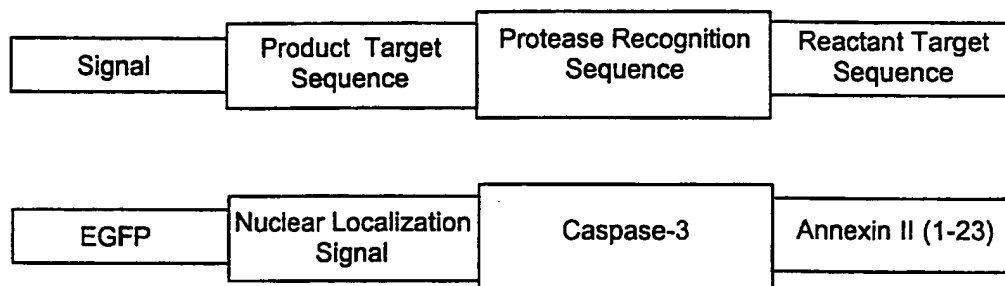 Signal
Product Target
Sequence
Protease Recognition
Sequence
Reactant Target
Sequence
EGFP
Nuclear Localization
Signal
Caspase-3
Annexin II (1-23)